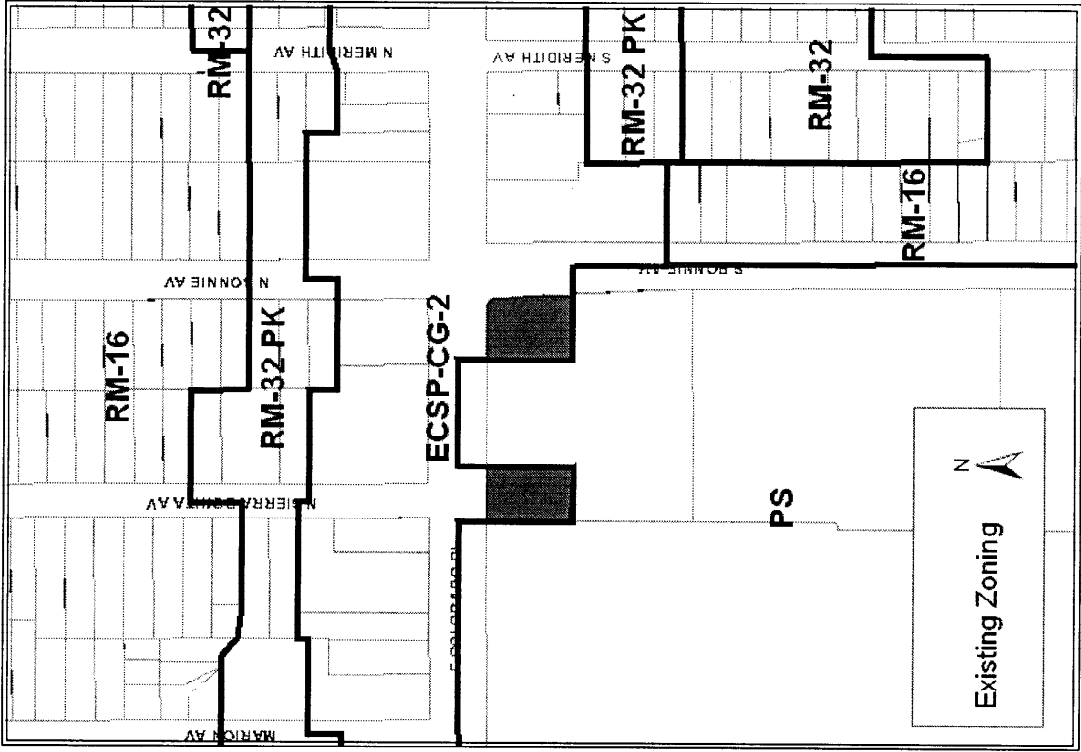 RM-32
N MERIDITH AV
S MERIDITH AV
RM-32 PK
RM-32
RM-16
N BONNIE AV
RM-16
RM-32 PK
ECSP-CG-2
S BONNIE AV
N SIERRA BONITA AV
PS
N
Existing Zoning
MARION AV